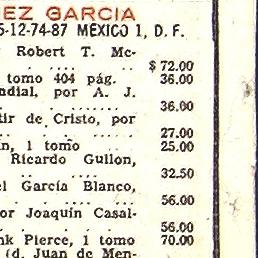 EZ GARCIA
5-12-74-87 MEXICO 1, D. F.
Robert T. Mc-
$ 72.00
tomo 404 pág. 36.00
ndial, por A. J.
36.00
tir de Cristo, por
27.00
n, 1 tomo 25.00
Ricardo Gullon,
32.50
el García Blanco,
56.00
or Joaquín Casal-
56.00
nk Pierce, 1 tomo 70.00
(d. Juan de Men-